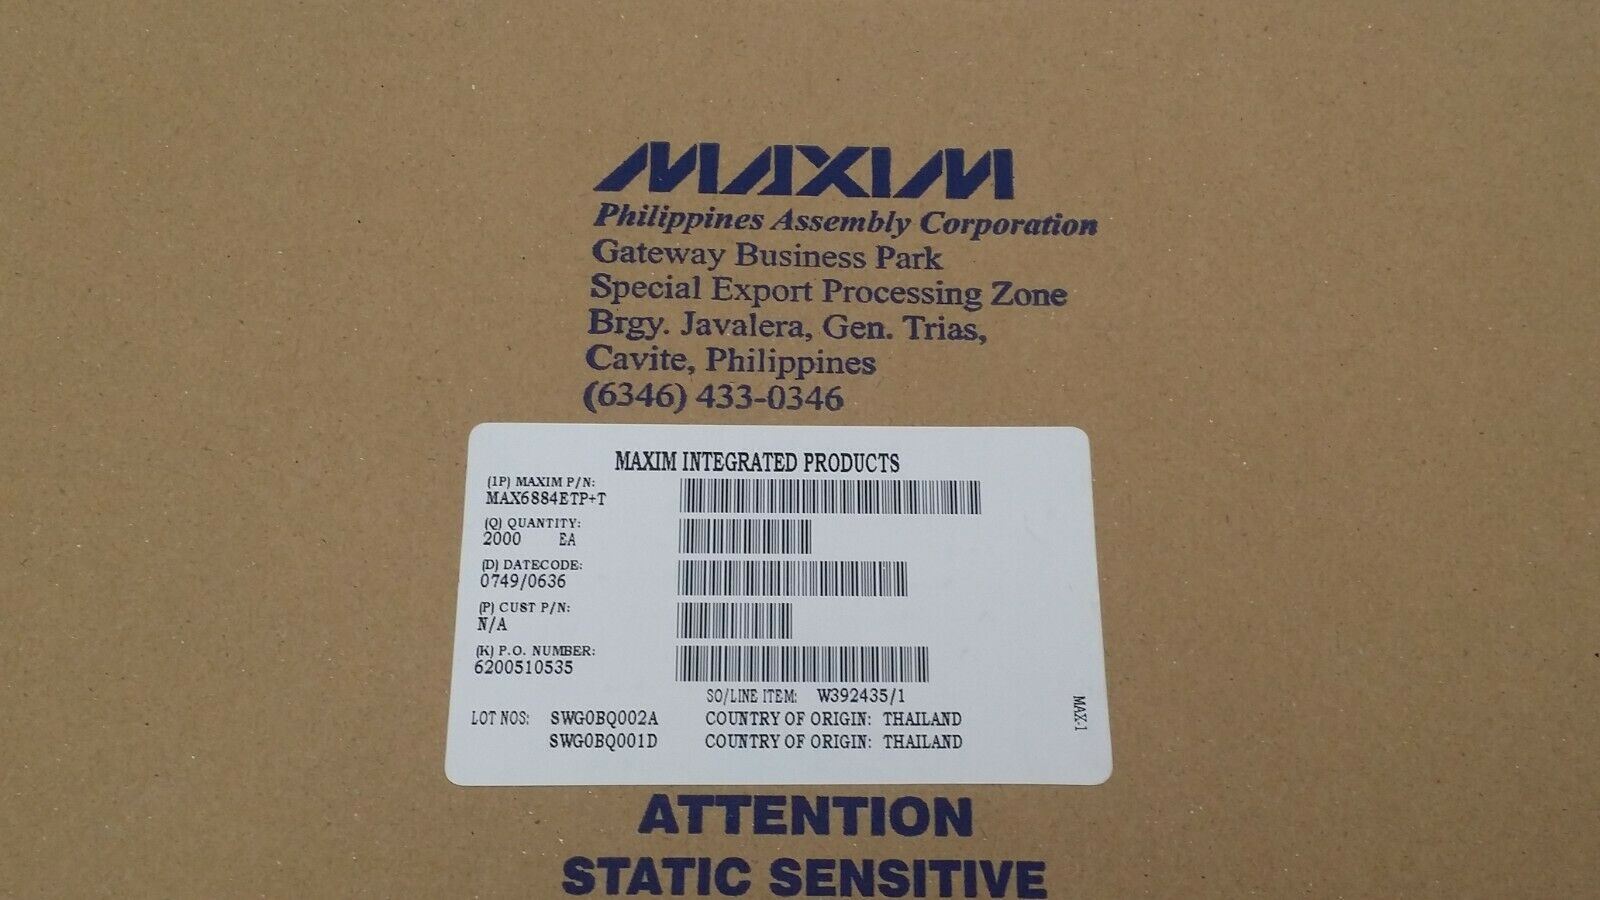 MAXIM
Philippines Assembly Corporation
Gateway Business Park
Special Export Processing Zone
Brgy. Javalera, Gen. Trias,
Cavite, Philippines
(6346) 433-0346
MAXIM INTEGRATED PRODUCTS
(1P) MAXIM P/N:
MAX6884ETP+T
(Q) QUANTITY:
2000 EA
(D) DATECODE:
0749/0636
(P) CUST P/N:
N/A
(K) P.O. NUMBER:
6200510535
SO/LINE ITEM: W392435/1
LOT NOS: SWG0BQ002A COUNTRY OF ORIGIN: THAILAND
SWG0BQ001D COUNTRY OF ORIGIN: THAILAND
MAX-1
ATTENTION
STATIC SENSITIVE